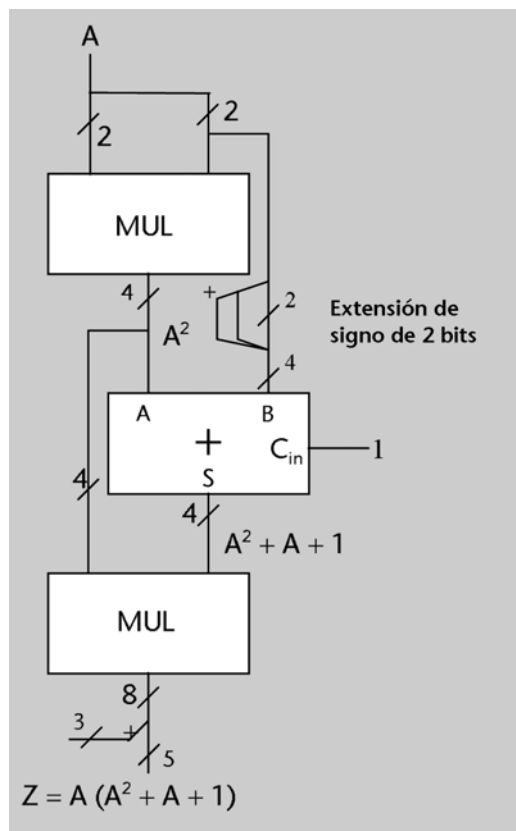 A
2
2
MUL
4
A²
+
2
Extensión de
signo de 2 bits
4
A
B
+
Cin
1
S
4
4
A² + A + 1
MUL
8
3
+
5
Z = A (A² + A + 1)